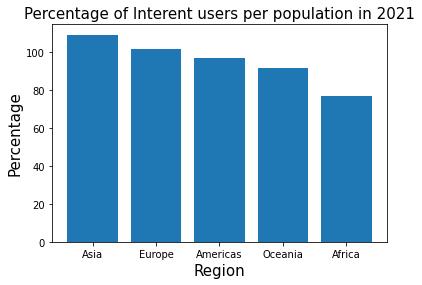 Percentage of Interent users per population in 2021
Percentage
100
80
60
40
20
0
Asia Europe Americas Oceania Africa
Region